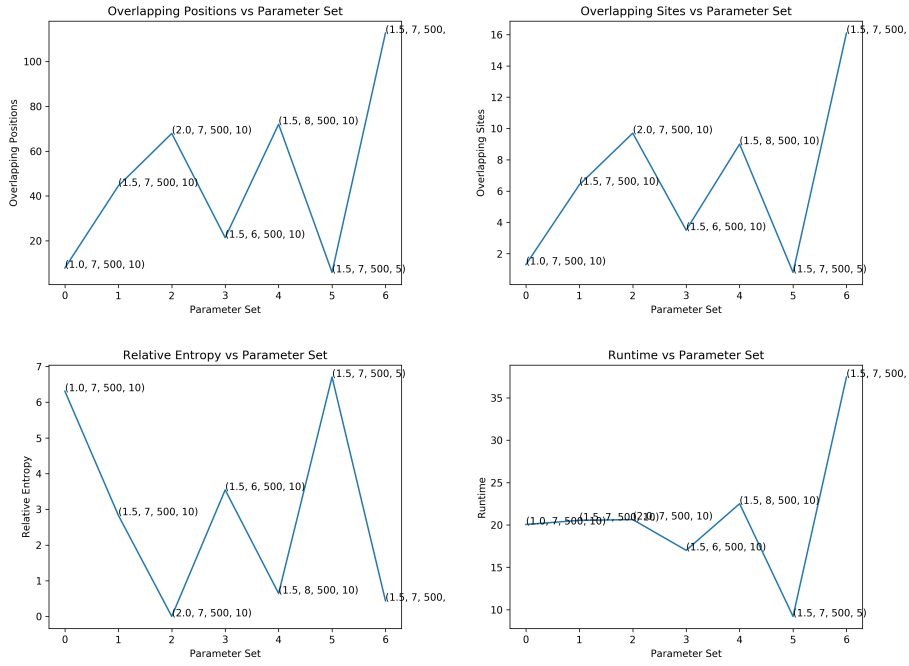 Overlapping Positions vs Parameter Set
Overlapping Positions
100
80
60
40
20
(1.0, 7, 500, 10)
(1.5, 7, 500, 10)
(2.0, 7, 500, 10)
(1.5, 6, 500, 10)
(1.5, 8, 500, 10)
(1.5, 7, 500, 5)
(1.5, 7, 500,
0 1 2 3 4 5 6
Parameter Set
Overlapping Sites vs Parameter Set
Overlapping Sites
16
14
12
10
8
6
4
2
(1.0, 7, 500, 10)
(1.5, 7, 500, 10)
(2.0, 7, 500, 10)
(1.5, 6, 500, 10)
(1.5, 8, 500, 10)
(1.5, 7, 500, 5)
(1.5, 7, 500,
0 1 2 3 4 5 6
Parameter Set
Relative Entropy vs Parameter Set
Relative Entropy
7
6
5
4
3
2
1
0
(1.0, 7, 500, 10)
(1.5, 7, 500, 10)
(2.0, 7, 500, 10)
(1.5, 6, 500, 10)
(1.5, 8, 500, 10)
(1.5, 7, 500, 5)
(1.5, 7, 500,
0 1 2 3 4 5 6
Parameter Set
Runtime vs Parameter Set
Runtime
35
30
25
20
15
10
(1.0, 7, 500, 10)
(1.5, 7, 500, 10)
(2.0, 7, 500, 10)
(1.5, 6, 500, 10)
(1.5, 8, 500, 10)
(1.5, 7, 500, 5)
(1.5, 7, 500,
0 1 2 3 4 5 6
Parameter Set